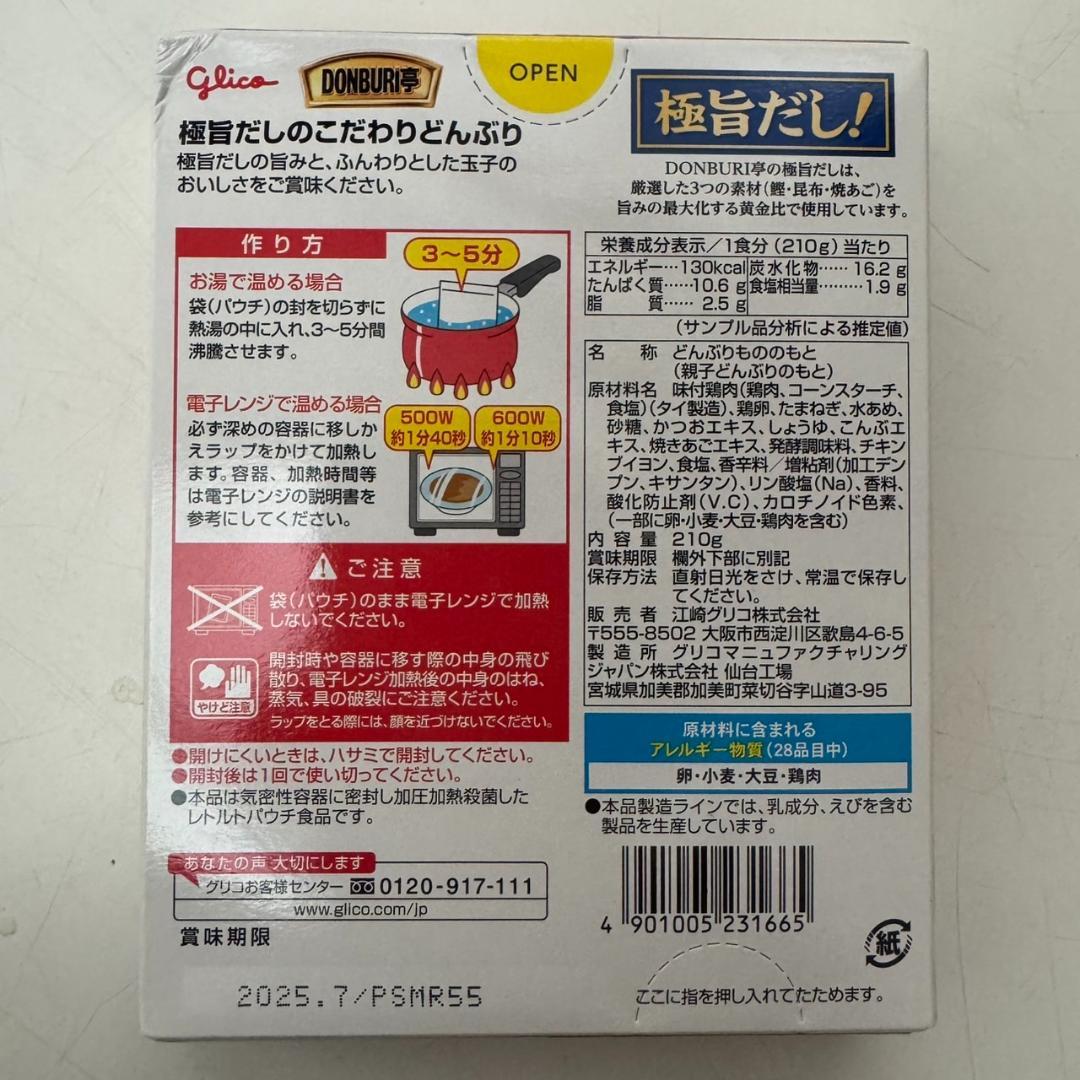 Glico
DONBURI亭
OPEN
極旨だし!
極旨だしのこだわりどんぶり
極旨だしの旨みと、ふんわりとした玉子の
おいしさをご賞味ください。
DONBURI亭の極旨だしは、
厳選した3つの素材(鰹・昆布・焼あご)を
旨みの最大化する黄金比で使用しています。
作り方
お湯で温める場合
袋(パウチ)の封を切らずに
熱湯の中に入れ、3〜5分間
沸騰させます。
3〜5分
電子レンジで温める場合
必ず深めの容器に移しか
えラップをかけて加熱し
ます。容器、加熱時間等
は電子レンジの説明書を
参考にしてください。
500W
約1分40秒
600W
約1分10秒
ご注意
袋(パウチ)のまま電子レンジで加熱
しないでください。
やけど注意
開封時や容器に移す際の中身の飛び
散り、電子レンジ加熱後の中身のはね、
蒸気、具の破裂にご注意ください。
ラップをとる際には、顔を近づけないでください。
●開けにくいときは、ハサミで開封してください。
●開封後は1回で使い切ってください。
●本品は気密性容器に密封し加圧加熱殺菌した
レトルトパウチ食品です。
あなたの声 大切にします
グリコお客様センター 0120-917-111
www.glico.com/jp
賞味期限
2025.7/PSMR55
栄養成分表示/1食分(210g)当たり
エネルギー…130kcal 炭水化物…… 16.2 g
たんぱく質…… 10.6 g 食塩相当量……… 1.9 g
脂 質…… 2.5 g
(サンプル品分析による推定値)
名 称 どんぶりもののもと
(親子どんぶりのもと)
原材料名 味付鶏肉(鶏肉、コーンスターチ、
食塩)(タイ製造)、鶏卵、たまねぎ、水あめ、
砂糖、かつおエキス、しょうゆ、こんぶエ
キス、焼きあごエキス、発酵調味料、チキン
ブイヨン、食塩、香辛料/増粘剤(加工デン
プン、キサンタン)、リン酸塩(Na)、香料、
酸化防止剤(V.C)、カロチノイド色素、
(一部に卵・小麦・大豆・鶏肉を含む)
内容量 210g
賞味期限 欄外下部に別記
保存方法 直射日光をさけ、常温で保存し
てください。
販売者 江崎グリコ株式会社
〒555-8502 大阪市西淀川区歌島4-6-5
製造所 グリコマニュファクチャリング
ジャパン株式会社 仙台工場
宮城県加美郡加美町菜切谷字山道3-95
原材料に含まれる
アレルギー物質(28品目中)
卵・小麦・大豆・鶏肉
●本品製造ラインでは、乳成分、えびを含む
製品を生産しています。
4 901005 231665
紙
ここに指を押し入れてたためます。